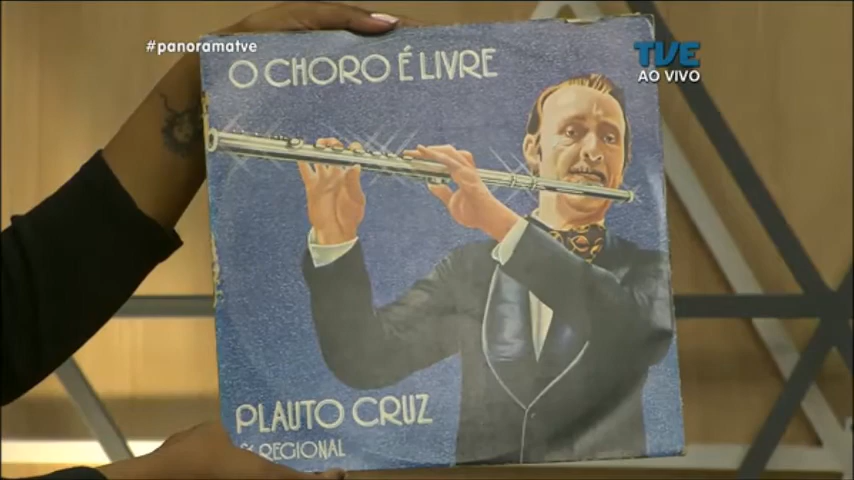 #panoramatve
TVE
AO VIVO
O CHORO É LIVRE
PLAUTO CRUZ
REGIONAL